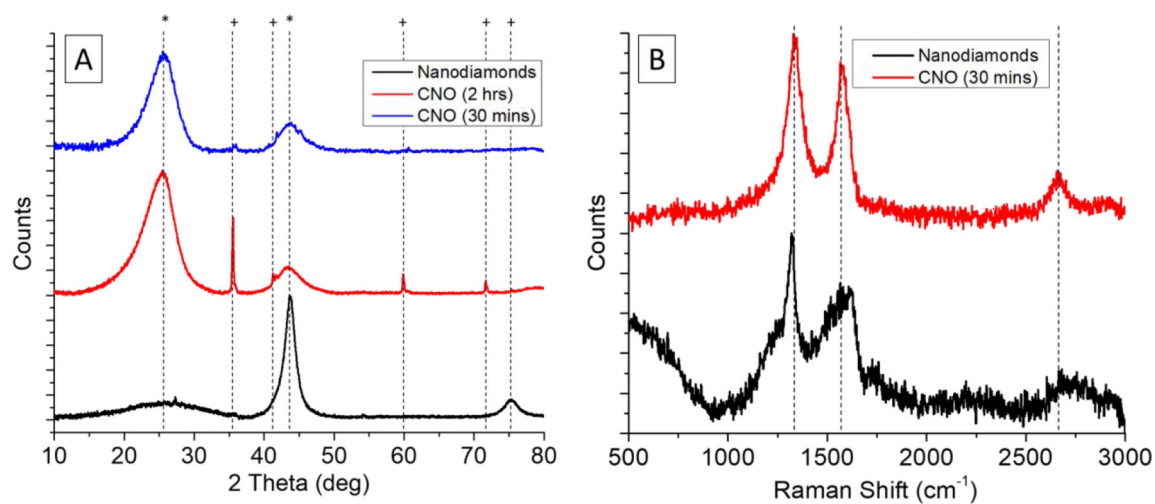 * + + * + + +
A
Nanodiamonds
CNO (2 hrs)
CNO (30 mins)
Counts
10 20 30 40 50 60 70 80
2 Theta (deg)
B
Nanodiamonds
CNO (30 mins)
Counts
500 1000 1500 2000 2500 3000
Raman Shift (cm⁻¹)